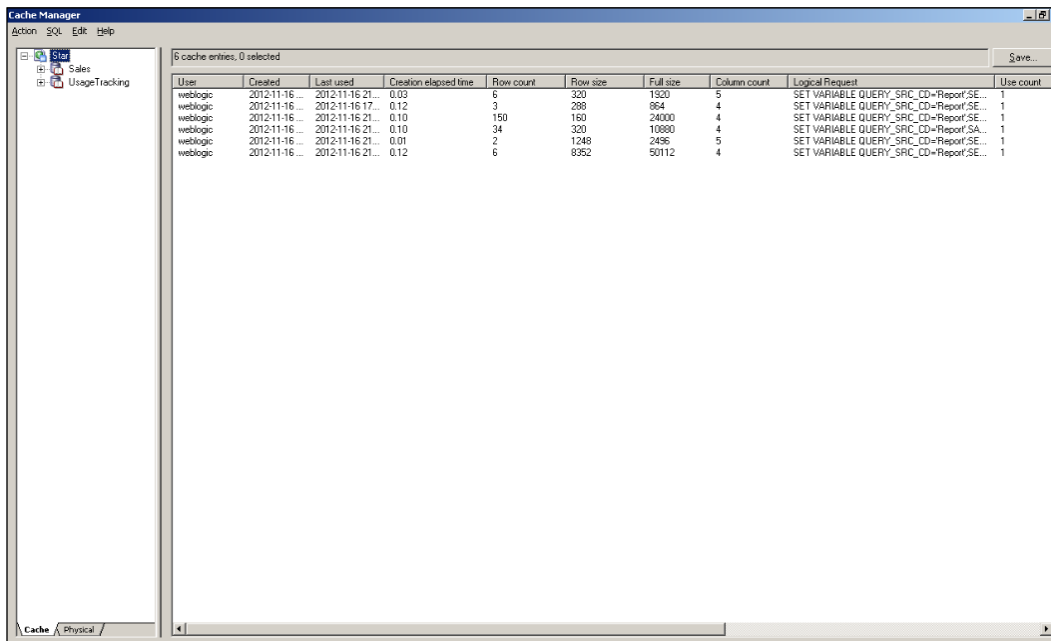 Cache Manager
Action SQL Edit Help
Star
Sales
UsageTracking
6 cache entries, 0 selected
Save...
User Created Last used Creation elapsed time Row count Row size Full size Column count Logical Request Use count
weblogic 2012-11-16 ... 2012-11-16 21... 0.03 6 320 1920 5 SET VARIABLE QUERY_SRC_CD='Report';SE... 1
weblogic 2012-11-16 ... 2012-11-16 17... 0.12 3 288 864 4 SET VARIABLE QUERY_SRC_CD='Report';SE... 1
weblogic 2012-11-16 ... 2012-11-16 21... 0.10 150 160 24000 4 SET VARIABLE QUERY_SRC_CD='Report';SE... 1
weblogic 2012-11-16 ... 2012-11-16 21... 0.10 34 320 10880 4 SET VARIABLE QUERY_SRC_CD='Report';SA... 1
weblogic 2012-11-16 ... 2012-11-16 21... 0.01 2 1248 2496 5 SET VARIABLE QUERY_SRC_CD='Report';SE... 1
weblogic 2012-11-16 ... 2012-11-16 21... 0.12 6 8352 50112 4 SET VARIABLE QUERY_SRC_CD='Report';SE... 1
Cache Physical